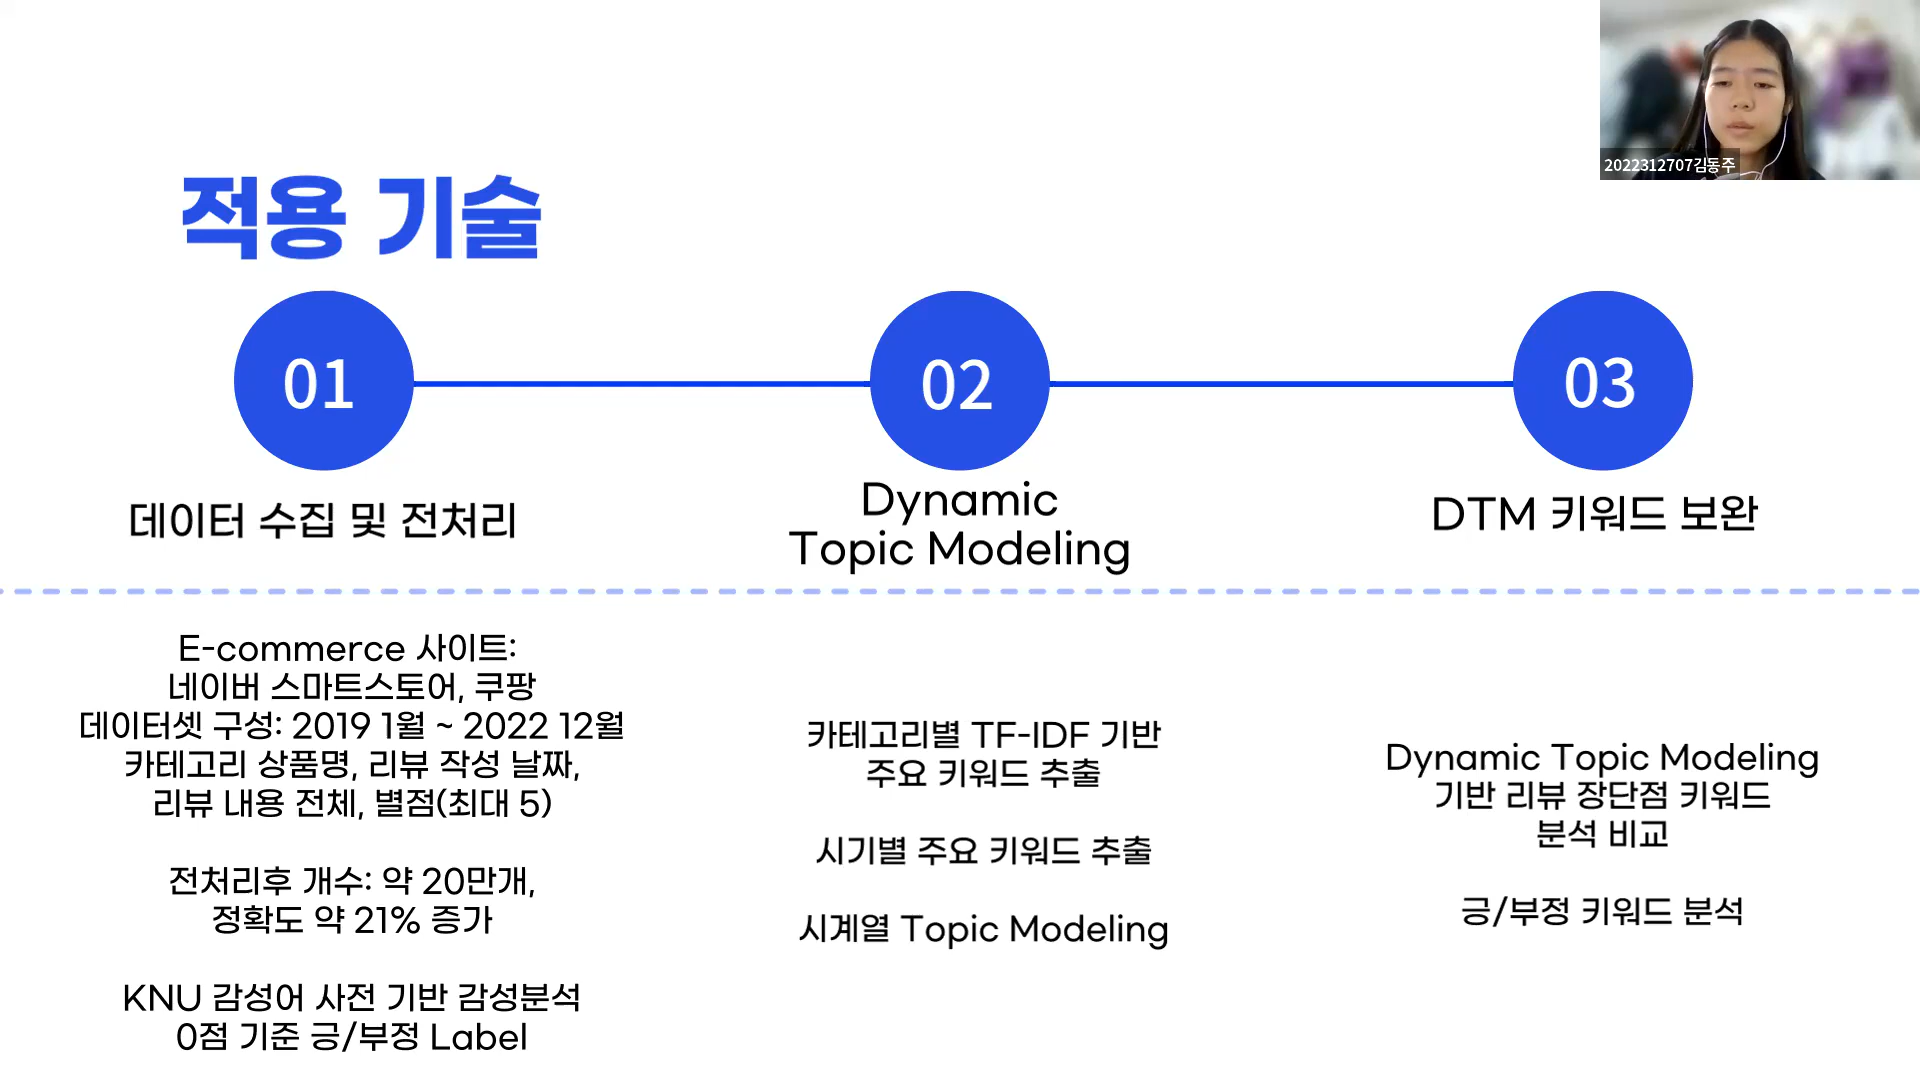 2022312707김동주
적용 기술
01
데이터 수집 및 전처리
E-commerce 사이트:
네이버 스마트스토어, 쿠팡
데이터셋 구성: 2019 1월 ~ 2022 12월
카테고리 상품명, 리뷰 작성 날짜,
리뷰 내용 전체, 별점(최대 5)
전처리후 개수: 약 20만개,
정확도 약 21% 증가
KNU 감성어 사전 기반 감성분석
0점 기준 긍/부정 Label
02
Dynamic
Topic Modeling
카테고리별 TF-IDF 기반
주요 키워드 추출
시기별 주요 키워드 추출
시계열 Topic Modeling
03
DTM 키워드 보완
Dynamic Topic Modeling
기반 리뷰 장단점 키워드
분석 비교
긍/부정 키워드 분석